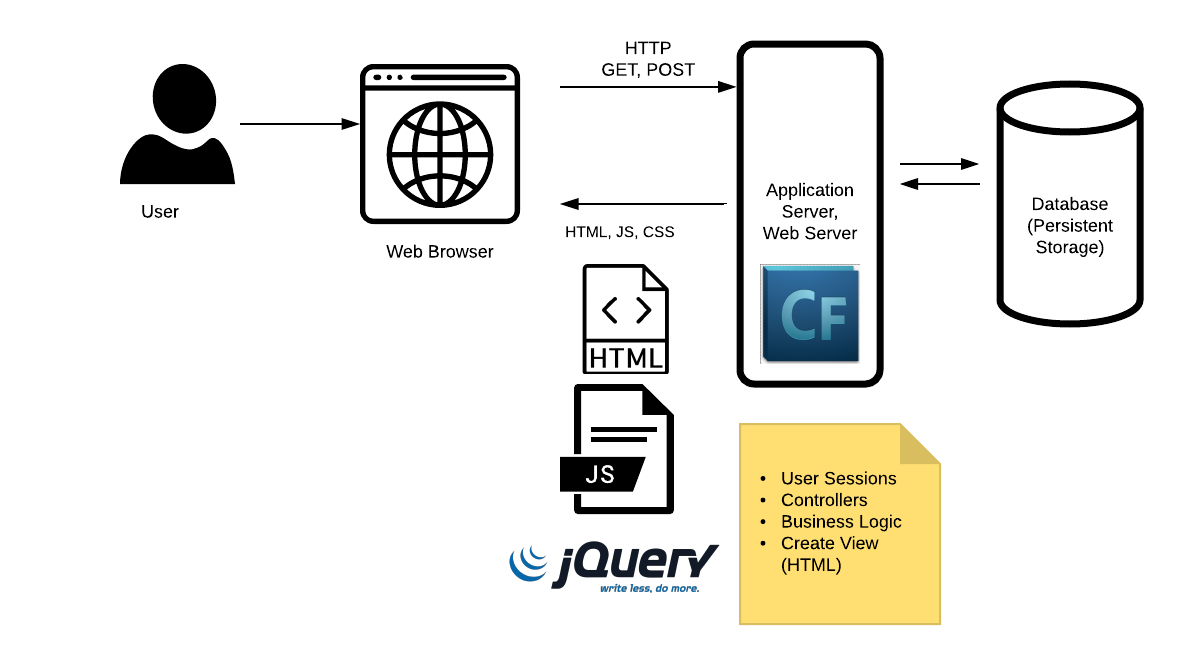 User
Web Browser
HTTP
GET, POST
HTML, JS, CSS
HTML
JS
jQuery
write less, do more.
Application
Server,
Web Server
CF
Database
(Persistent
Storage)
• User Sessions
• Controllers
• Business Logic
• Create View
(HTML)